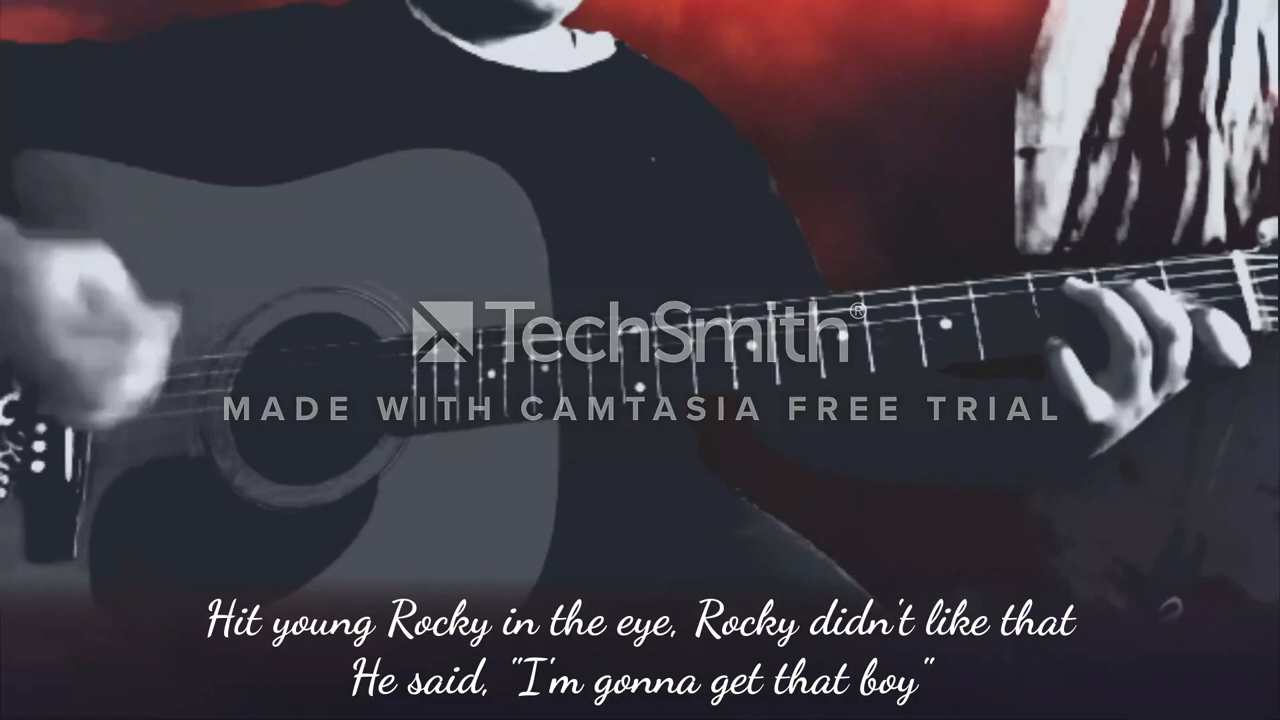 TechSmith®
MADE WITH CAMTASIA FREE TRIAL
Hit young Rocky in the eye, Rocky didn't like that
He said, "I'm gonna get that boy"